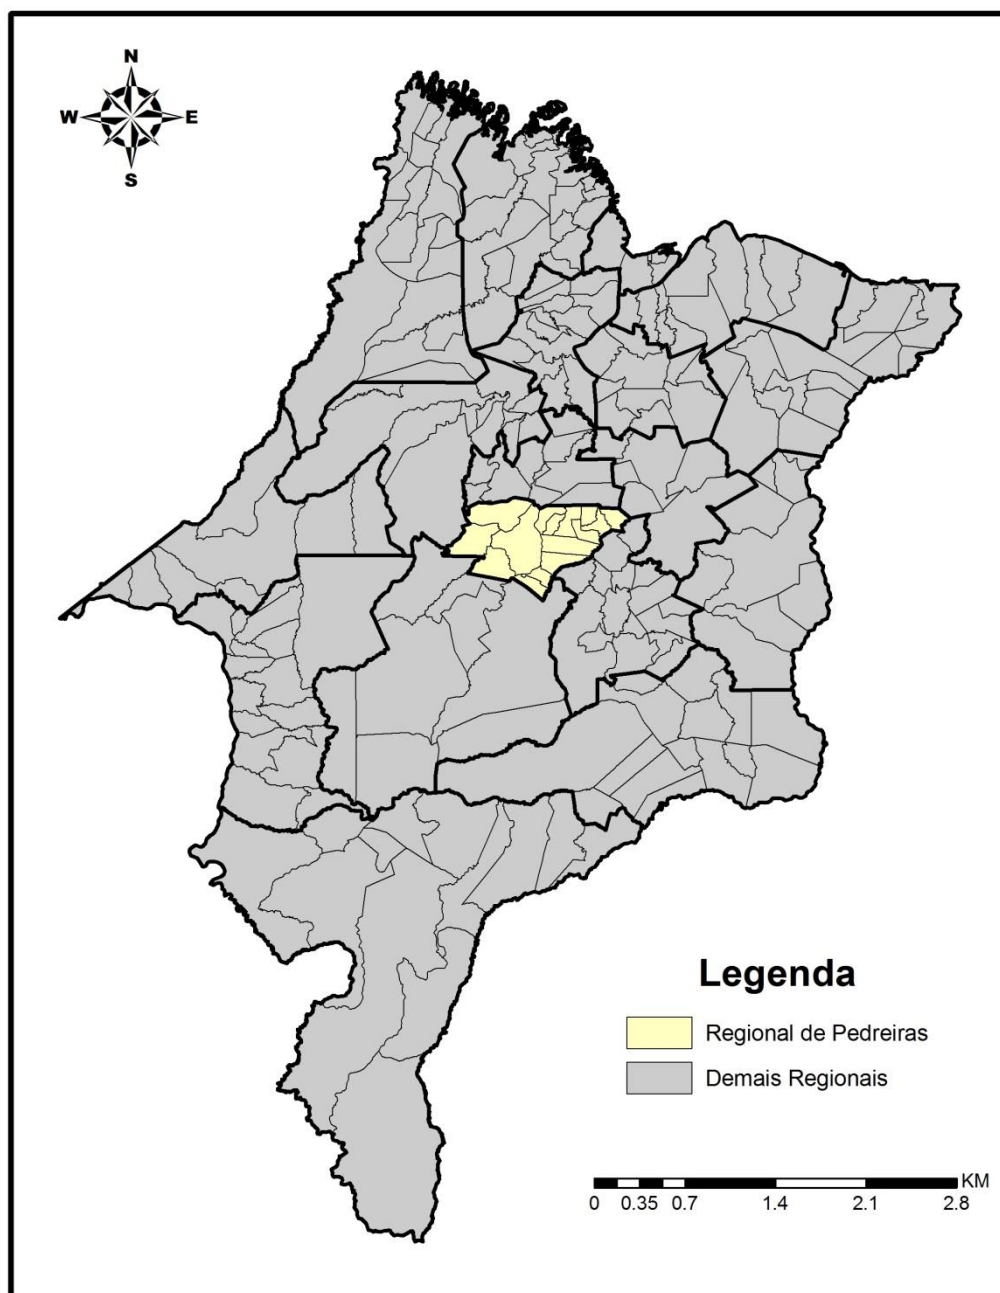 N
W E
S
Legenda
Regional de Pedreiras
Demais Regionais
KM
0 0.35 0.7 1.4 2.1 2.8